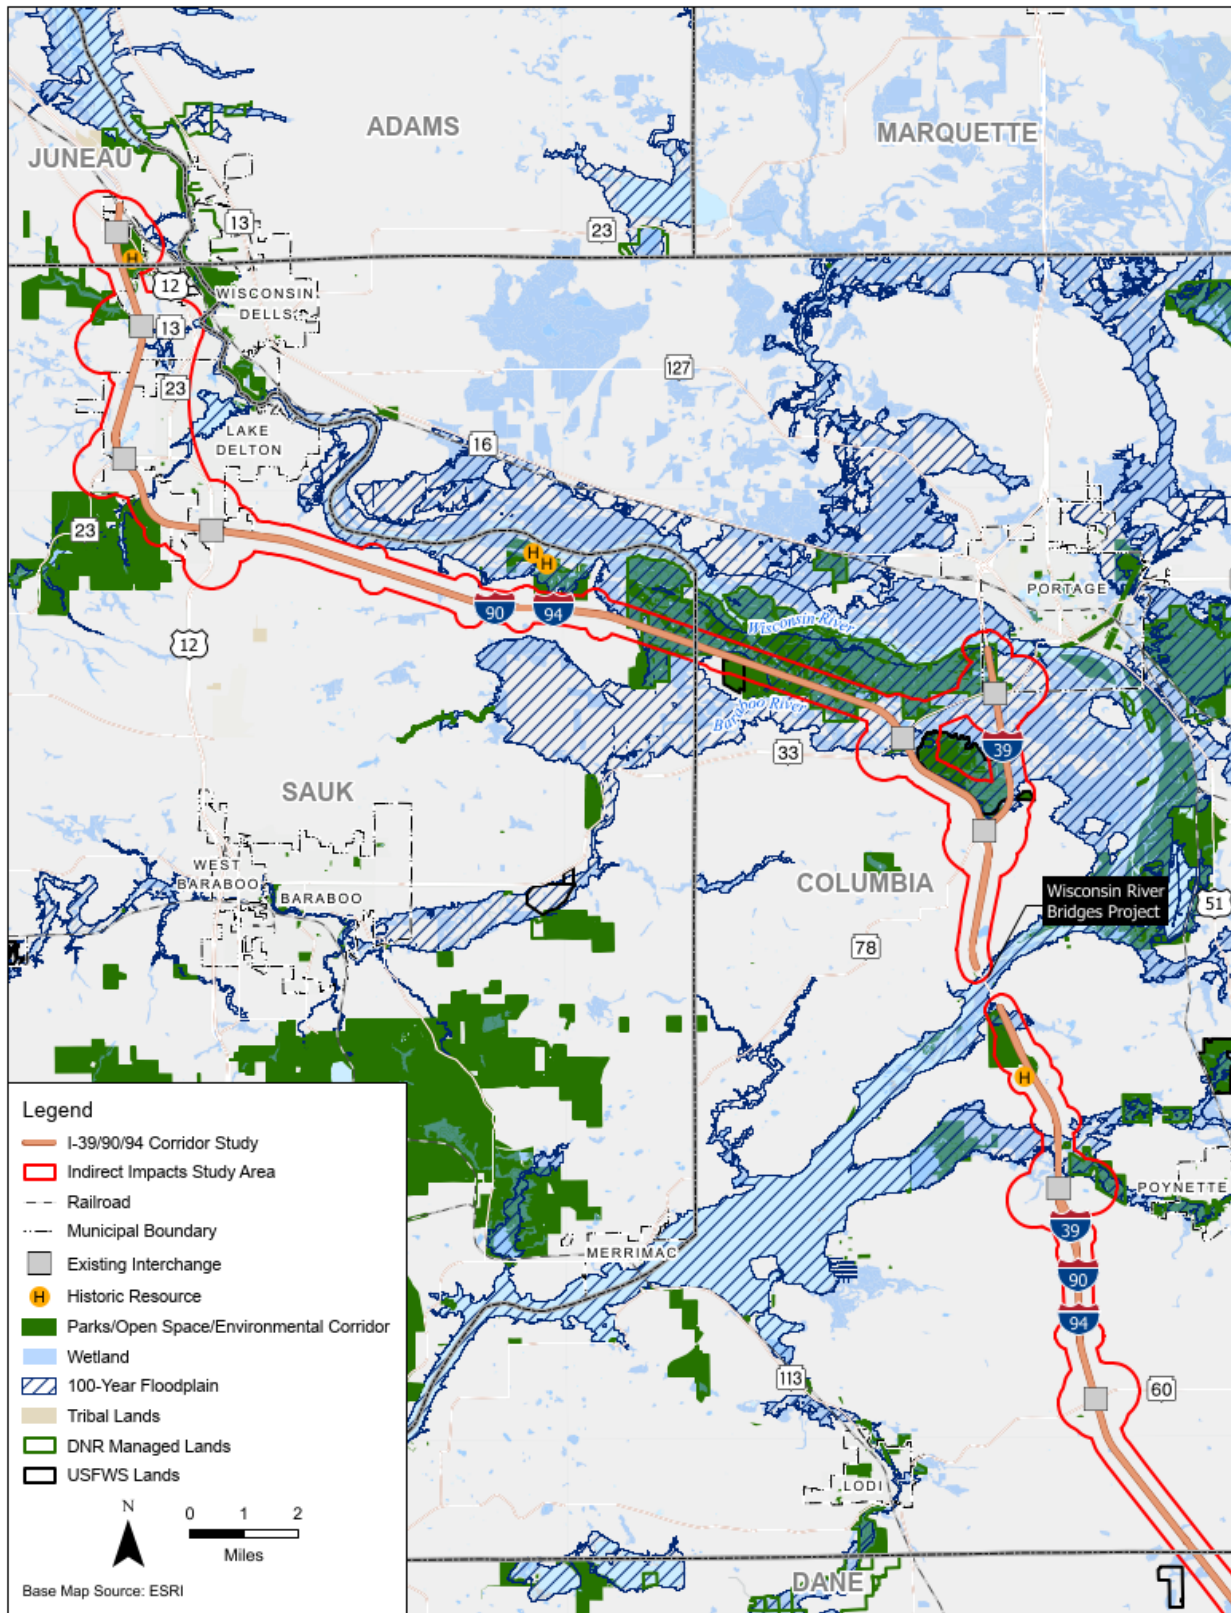 ADAMS
MARQUETTE
JUNEAU
13
23
12
WISCONSIN
DELLS
13
127
23
LAKE
DELTON
16
23
PORTAGE
90
94
Wisconsin River
12
Baraboo River
39
33
SAUK
WEST
BARABOO
BARABOO
COLUMBIA
Wisconsin River
Bridges Project
51
78
Legend
I-39/90/94 Corridor Study
Indirect Impacts Study Area
Railroad
Municipal Boundary
Existing Interchange
H Historic Resource
Parks/Open Space/Environmental Corridor
Wetland
100-Year Floodplain
Tribal Lands
DNR Managed Lands
USFWS Lands
N
0 1 2
Miles
Base Map Source: ESRI
H
H
H
H
POYNETTE
39
MERRIMAC
90
94
113
60
LODI
DANE